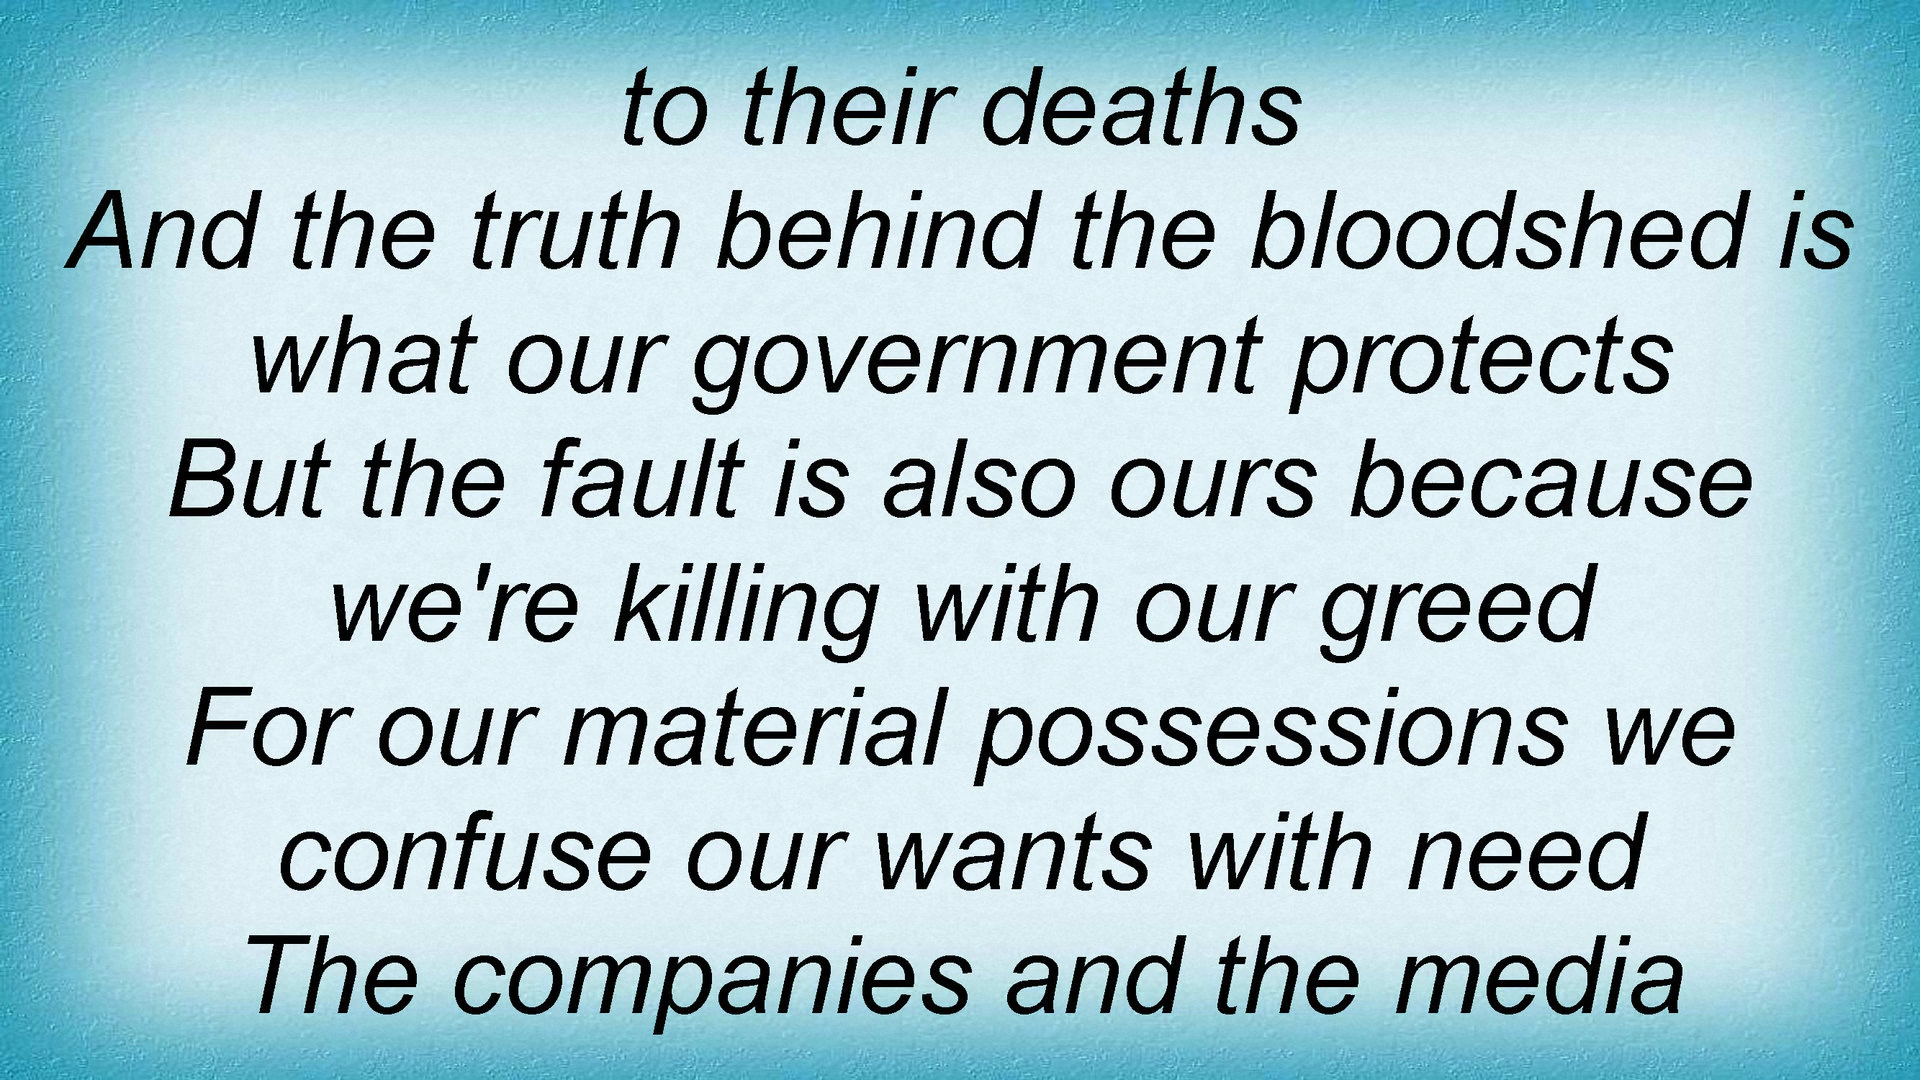 to their deaths
And the truth behind the bloodshed is
what our government protects
But the fault is also ours because
we're killing with our greed
For our material possessions we
confuse our wants with need
The companies and the media